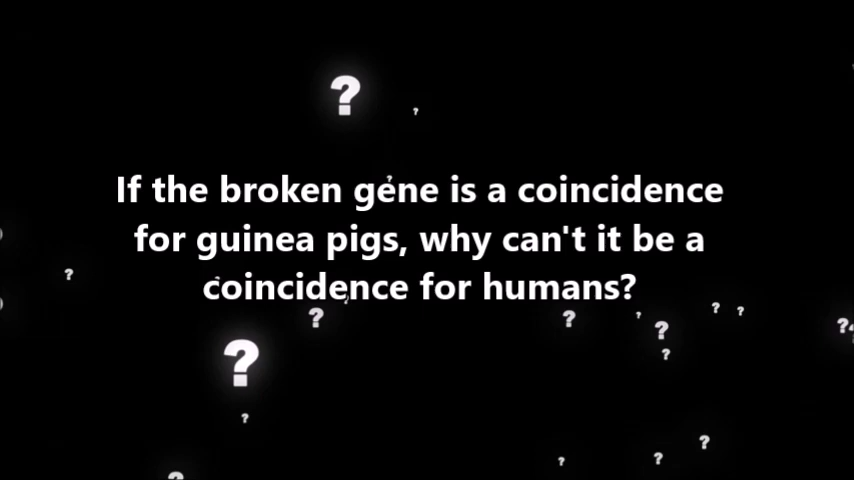 If the broken gene is a coincidence
for guinea pigs, why can't it be a
coincidence for humans?